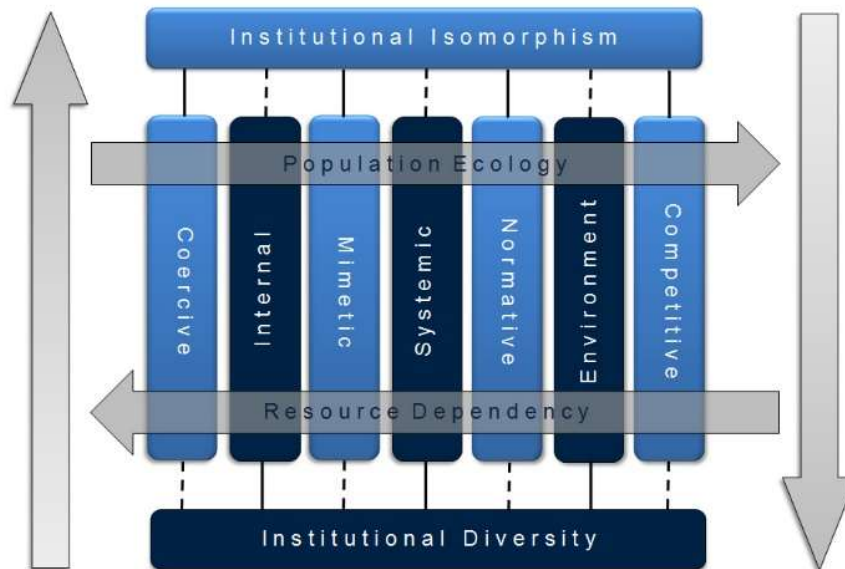 Institutional Isomorphism
Population Ecology
Coercive
Internal
Mimetic
Systemic
Normative
Environment
Competitive
Resource Dependency
Institutional Diversity